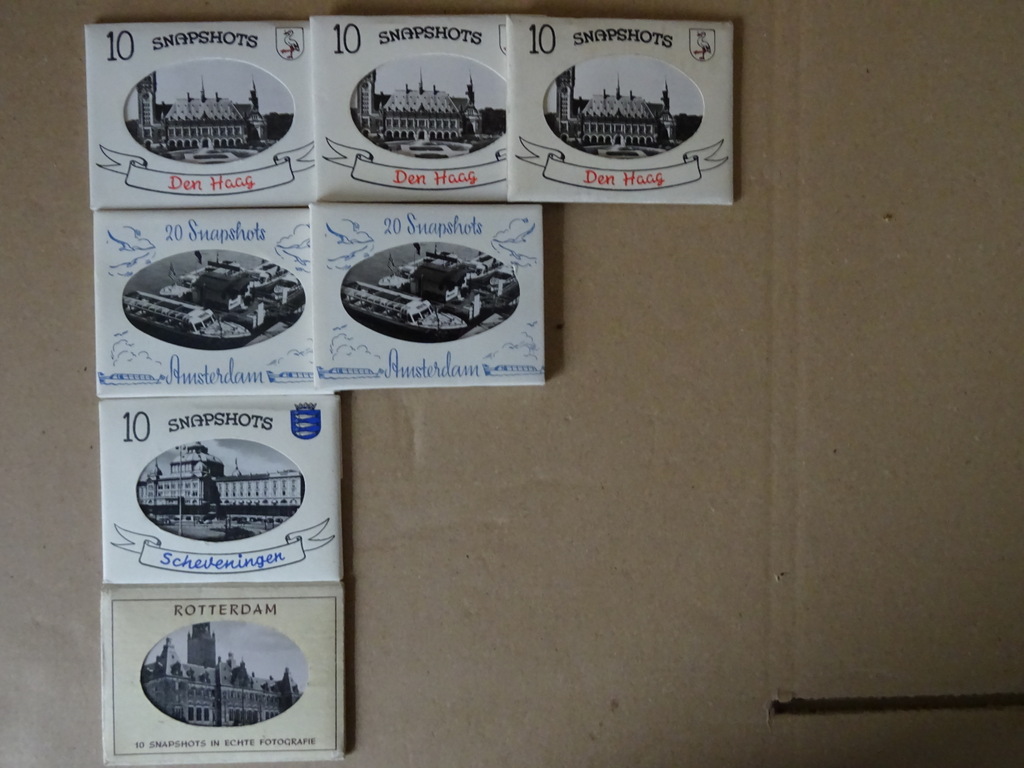 10 SNAPSHOTS
Den Haag
10 SNAPSHOTS
Den Haag
10 SNAPSHOTS
Den Haag
20 Snapshots
Amsterdam
20 Snapshots
Amsterdam
10 SNAPSHOTS
Scheveningen
ROTTERDAM
10 SNAPSHOTS IN ECHTE FOTOGRAFIE